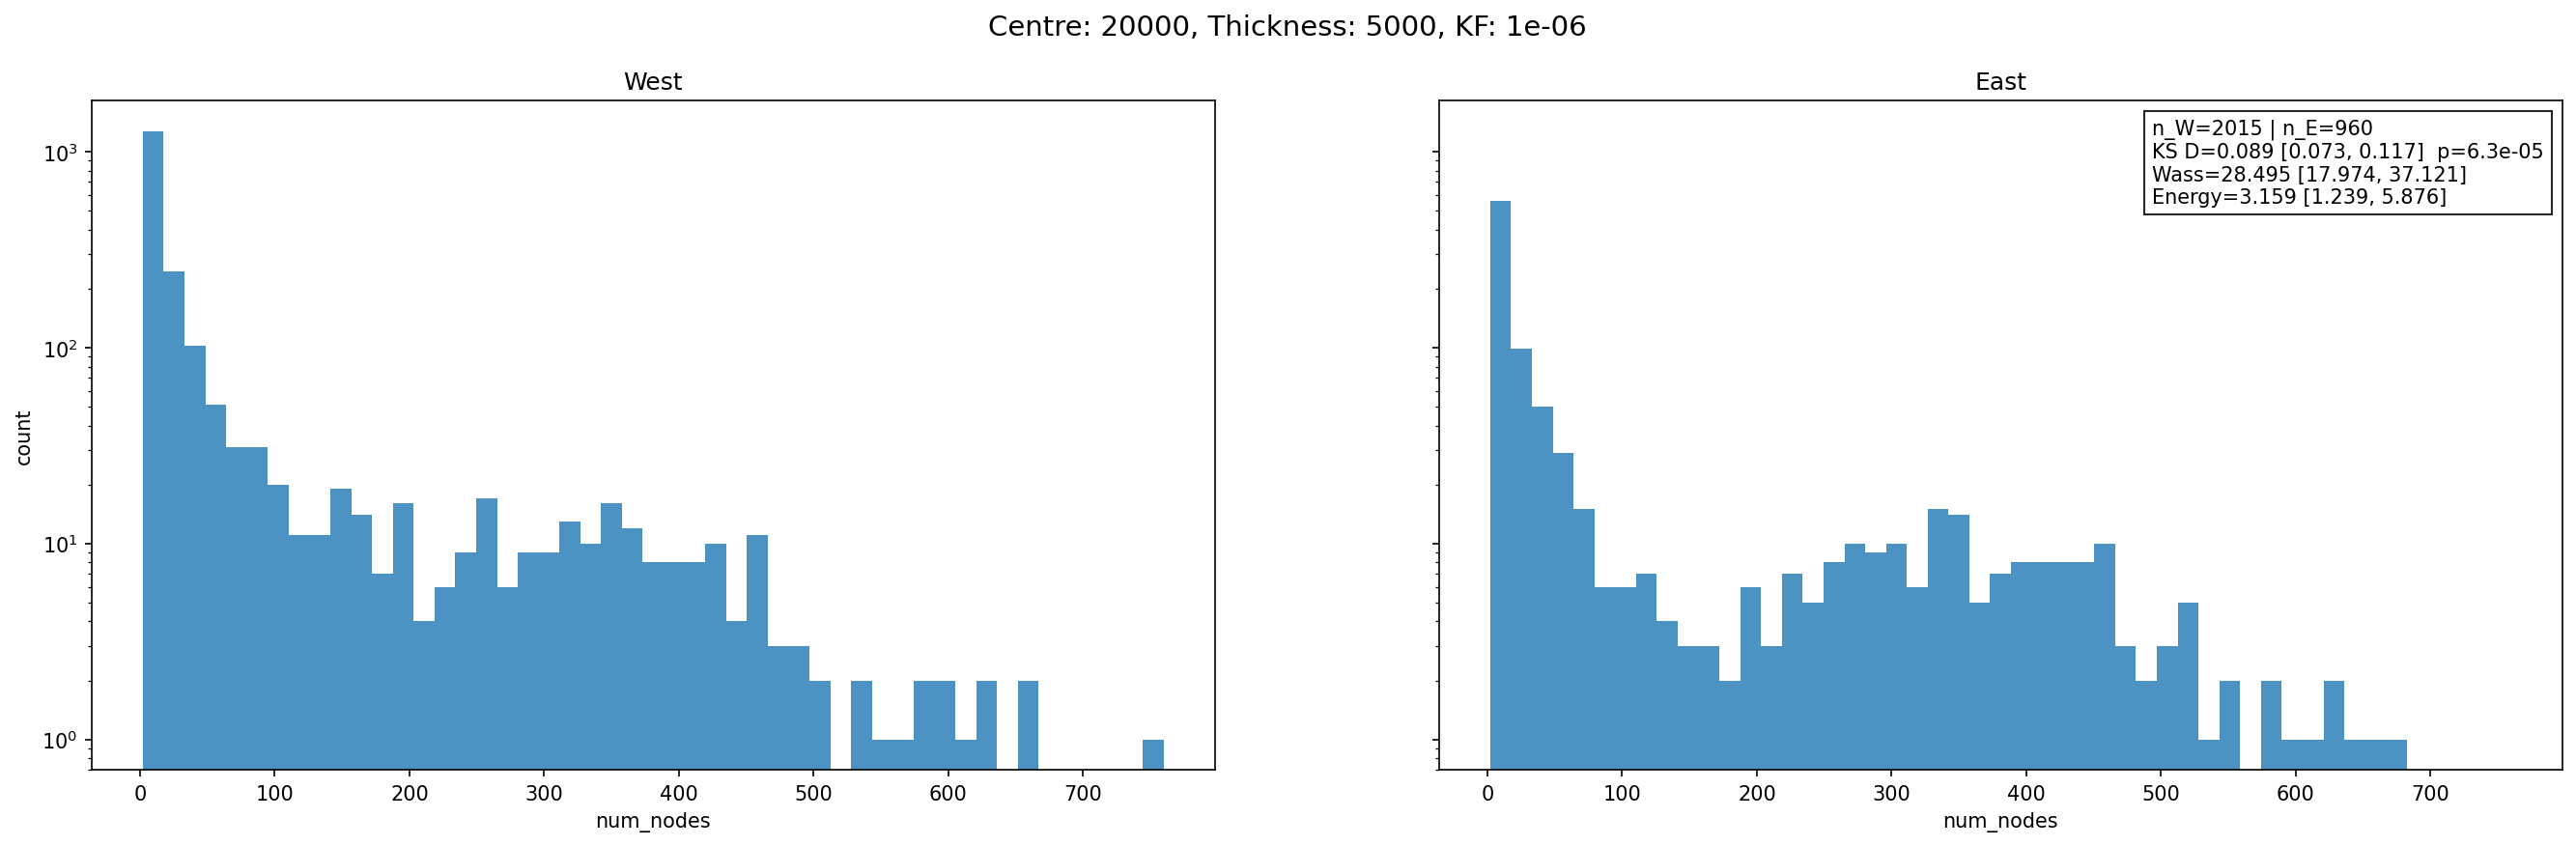 Centre: 20000, Thickness: 5000, KF: 1e-06
West
East
n_W=2015 | n_E=960
KS D=0.089 [0.073, 0.117]  p=6.3e-05
Wass=28.495 [17.974, 37.121]
Energy=3.159 [1.239, 5.876]
10³
10²
10¹
10⁰
count
0 100 200 300 400 500 600 700
0 100 200 300 400 500 600 700
num_nodes
num_nodes